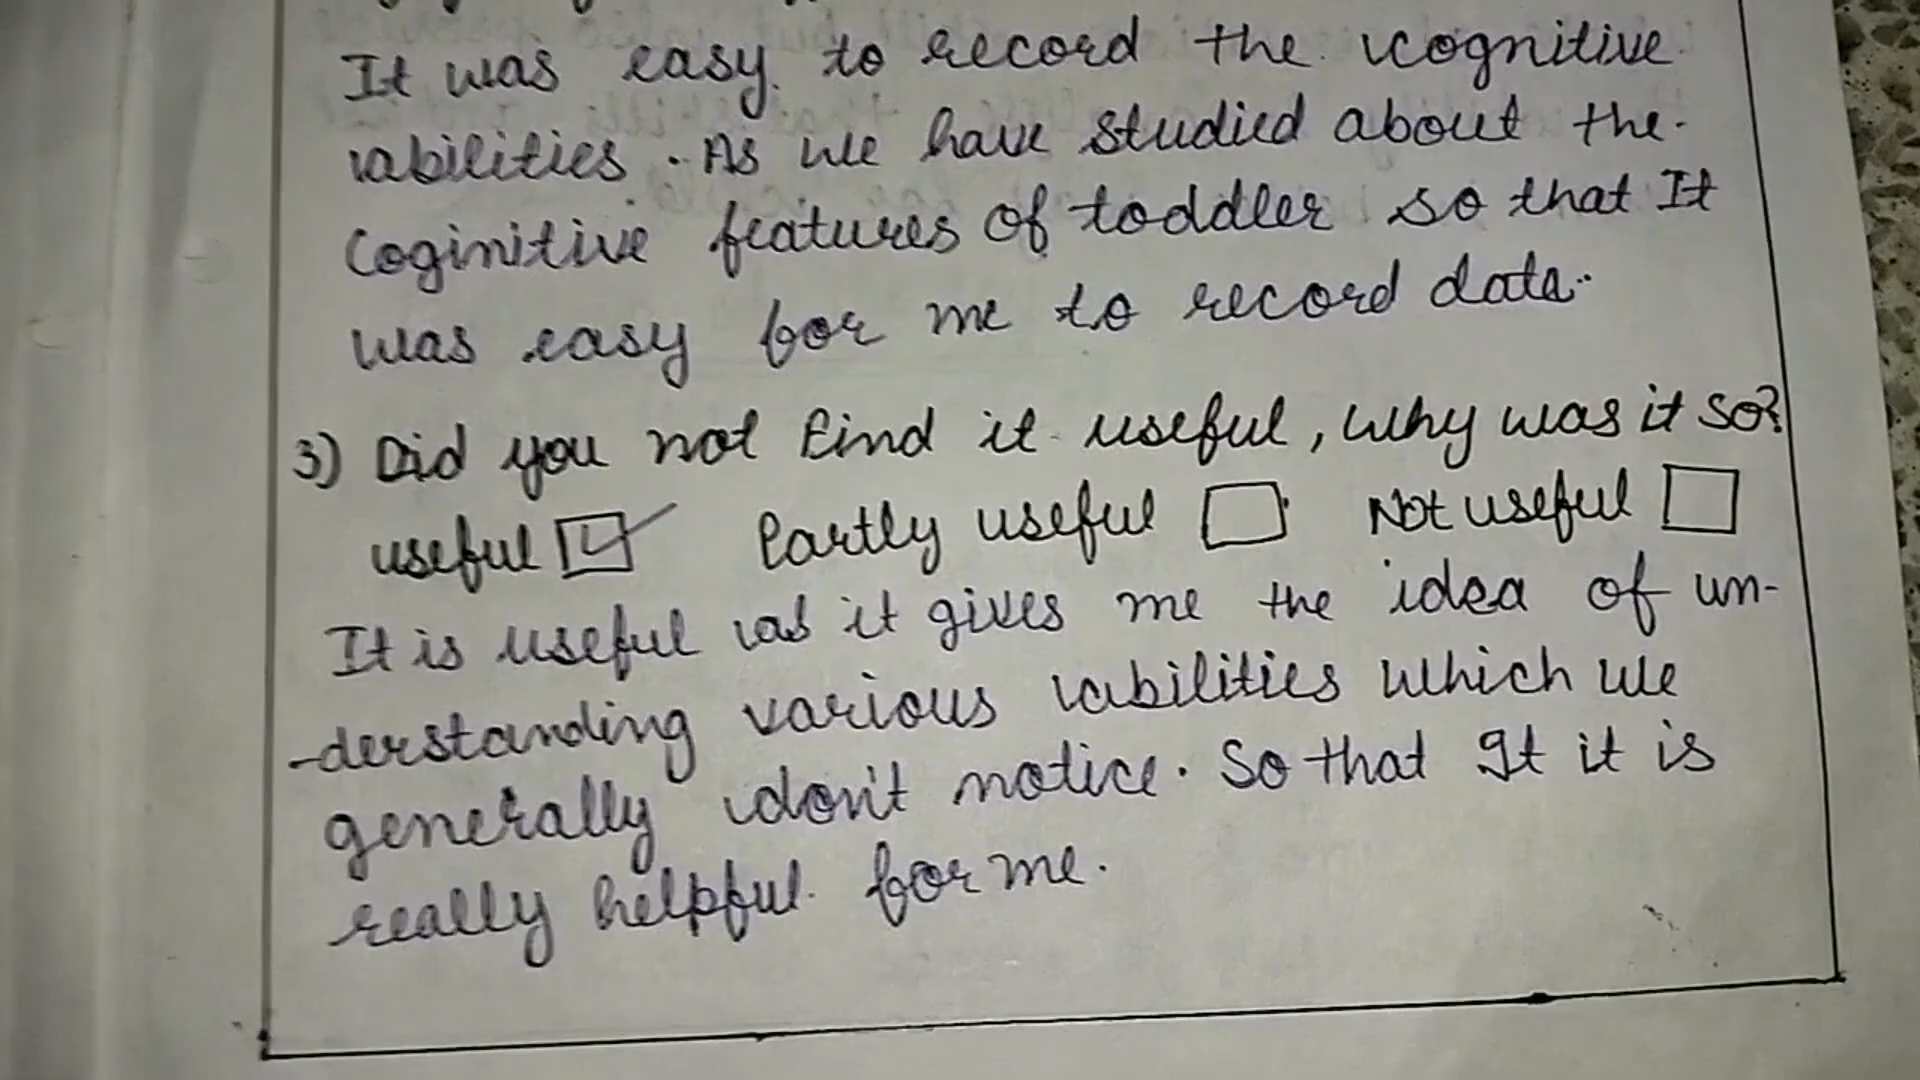 It was easy to record the cognitive
abilities. As we have studied about the
Coginitive features of toddler so that It
was easy for me to record data.
3) Did you not find it useful, why was it so?
useful ☑ Partly useful ☐ Not useful ☐
It is useful as it gives me the idea of un-
-derstanding various abilities which we
generally don't notice. So that It it is
really helpful for me.